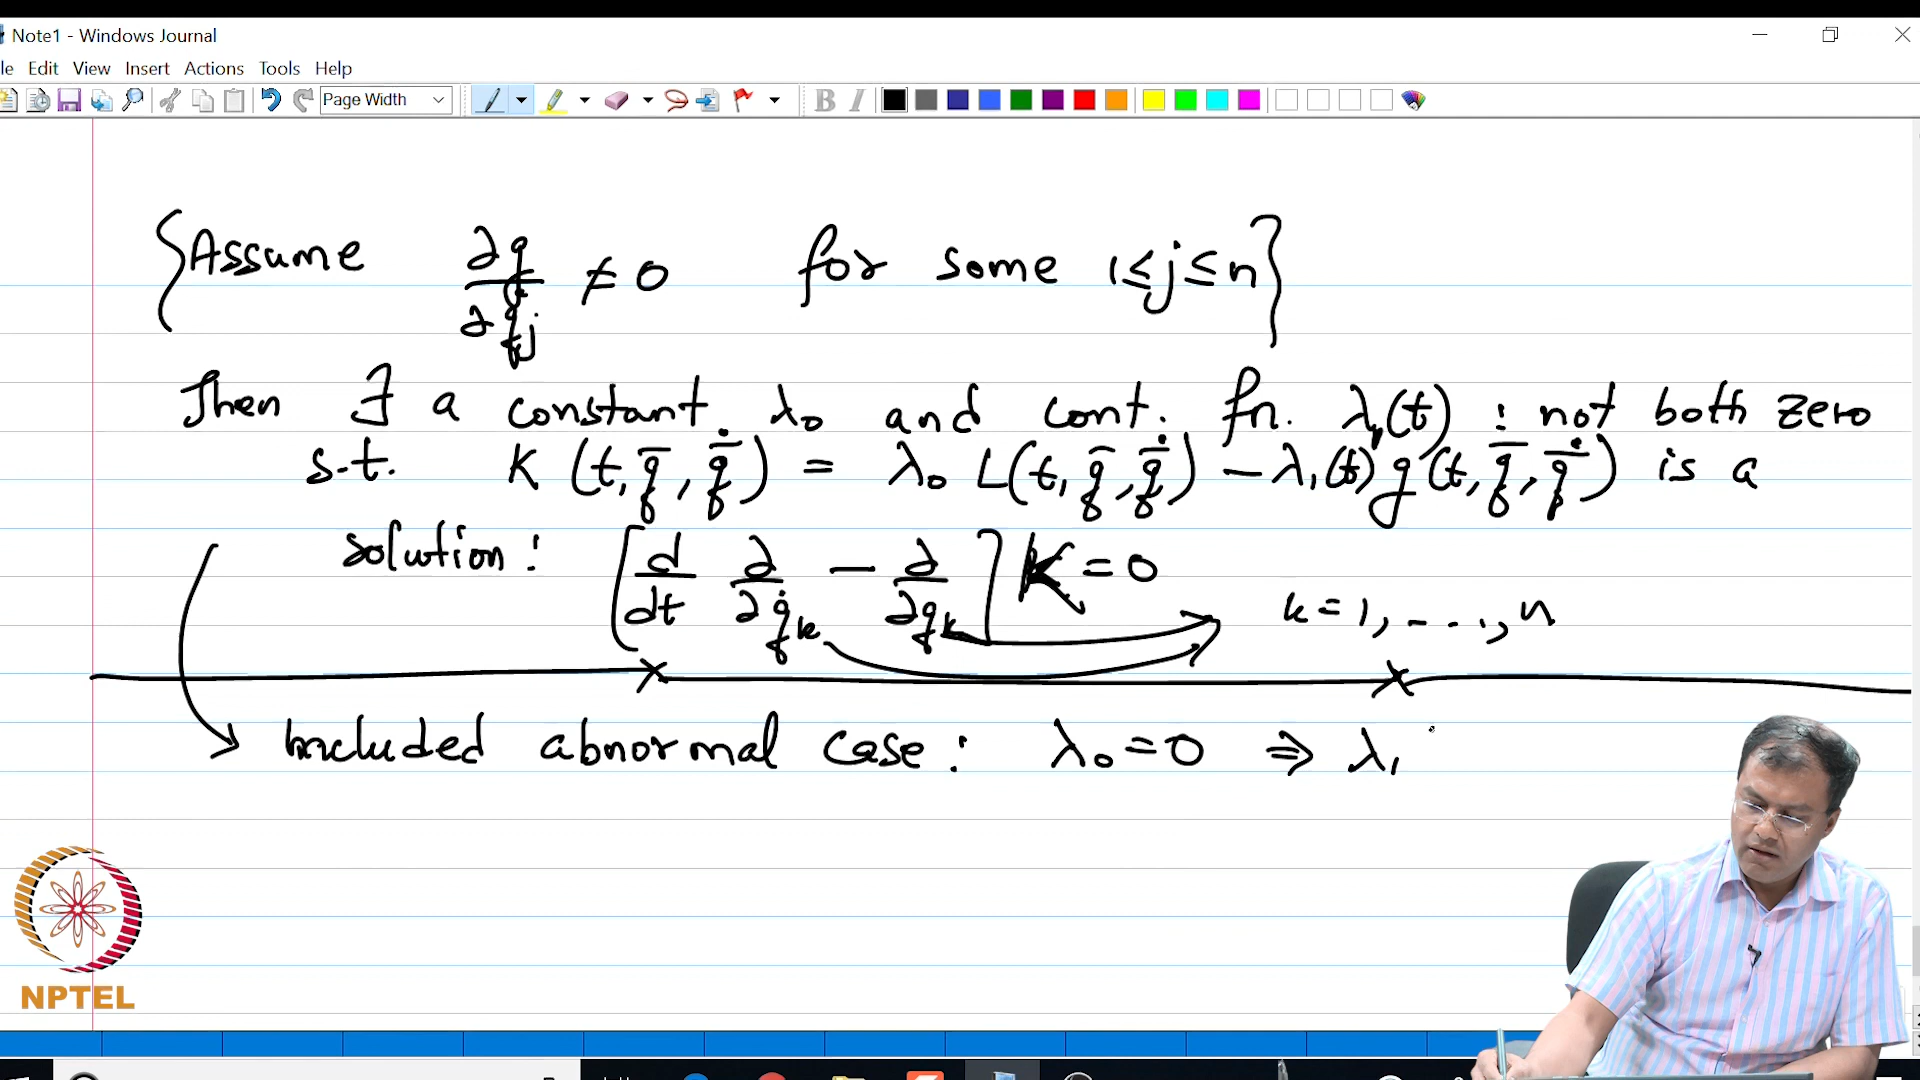 Note1 - Windows Journal
le Edit View Insert Actions Tools Help
Page Width
{Assume ∂g/∂q̇j ≠ 0 for some 1≤j≤n}
Then ∃ a constant λ₀ and cont. fn. λ₁(t) : not both zero
s.t. K (t, q̄, q̄̇) = λ₀ L(t, q̄, q̄̇) – λ₁(t) g (t, q̄, q̄̇) is a
solution : [d/dt ∂/∂q̇k – ∂/∂qk] K = 0
k = 1, - - . ., n
Included abnormal case : λ₀ = 0 ⇒ λ₁
NPTEL